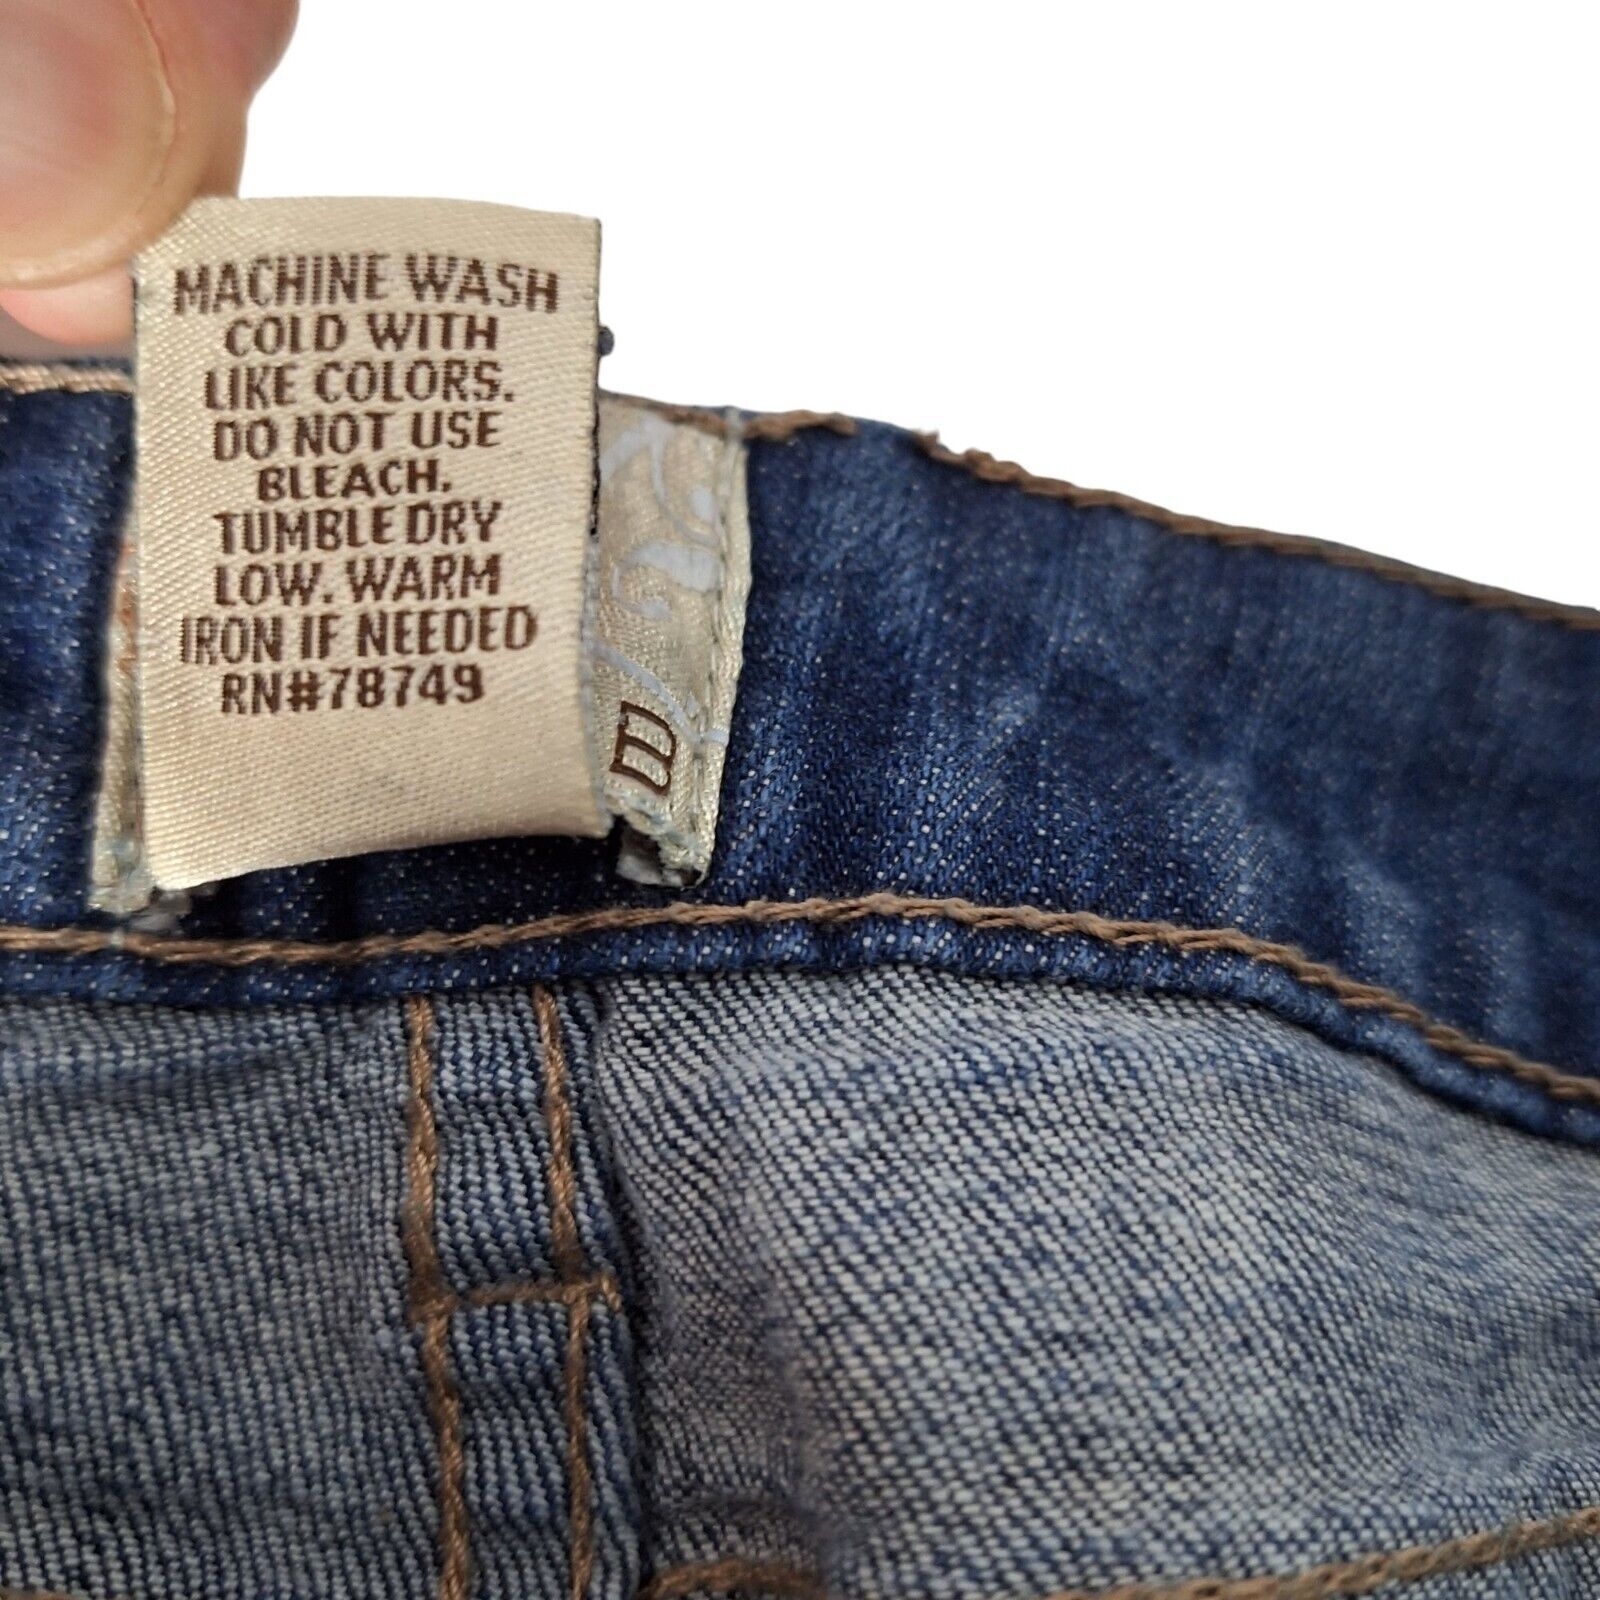 MACHINE WASH
COLD WITH
LIKE COLORS.
DO NOT USE
BLEACH.
TUMBLE DRY
LOW. WARM
IRON IF NEEDED
RN#78749